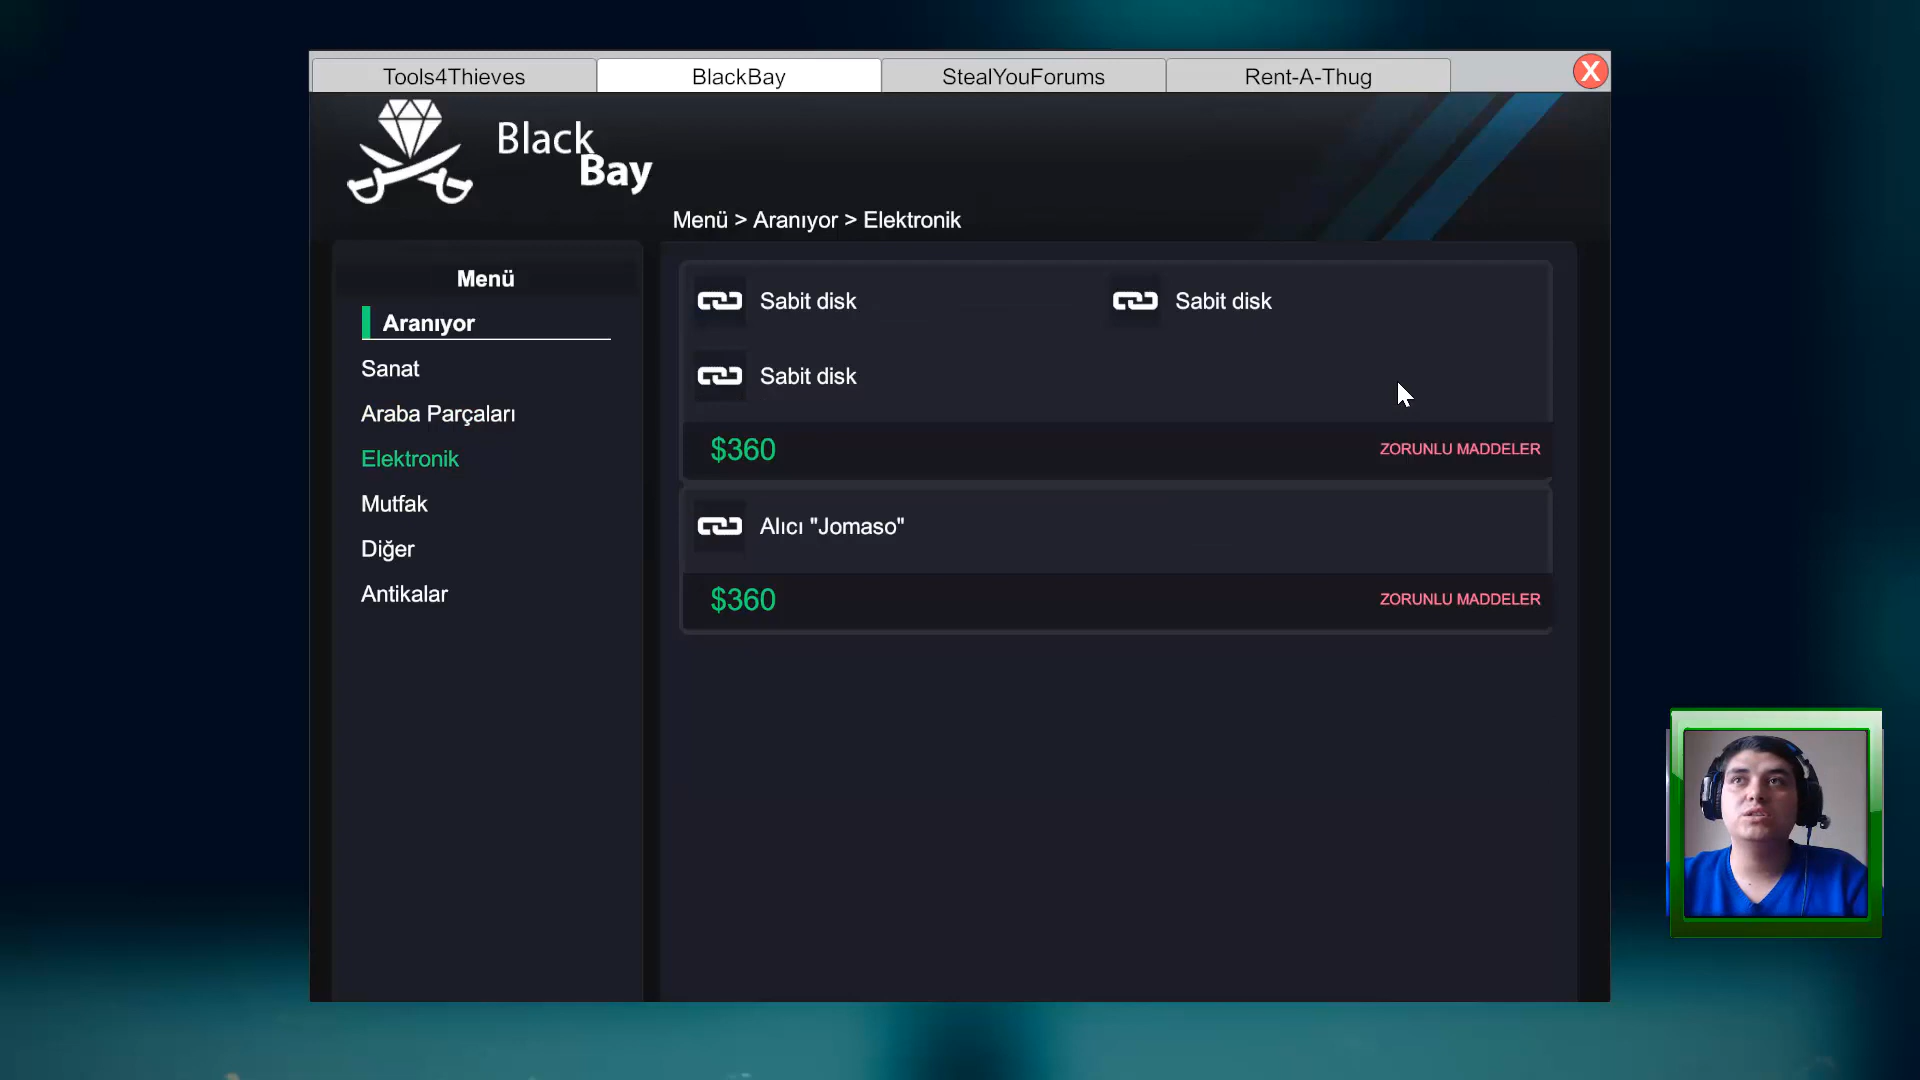 Tools4Thieves BlackBay StealYouForums Rent-A-Thug X
Black
Bay
Menü > Aranıyor > Elektronik
Menü
Aranıyor
Sanat
Araba Parçaları
Elektronik
Mutfak
Diğer
Antikalar
Sabit disk Sabit disk
Sabit disk
$360 ZORUNLU MADDELER
Alıcı "Jomaso"
$360 ZORUNLU MADDELER